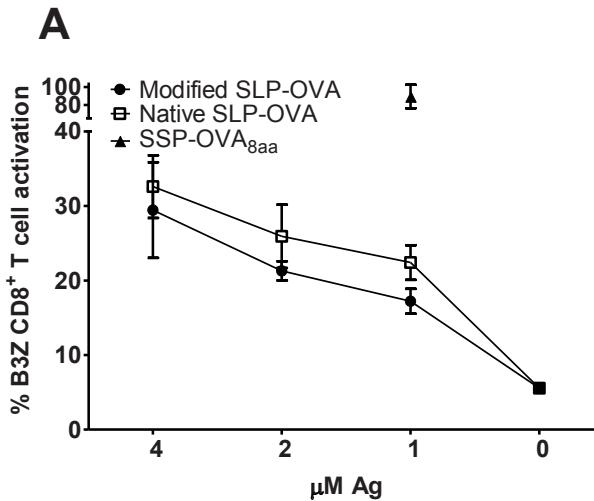 A
100
80
40
30
20
10
0
Modified SLP-OVA
Native SLP-OVA
SSP-OVA8aa
% B3Z CD8+ T cell activation
4 2 1 0
μM Ag